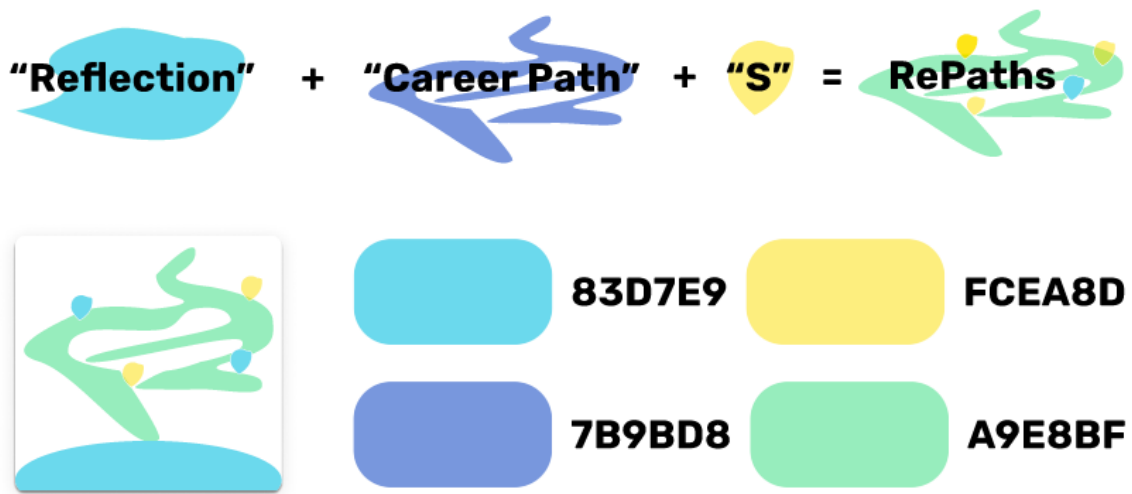 “Reflection” + “Career Path” + “S” = RePaths
83D7E9 FCEA8D
7B9BD8 A9E8BF